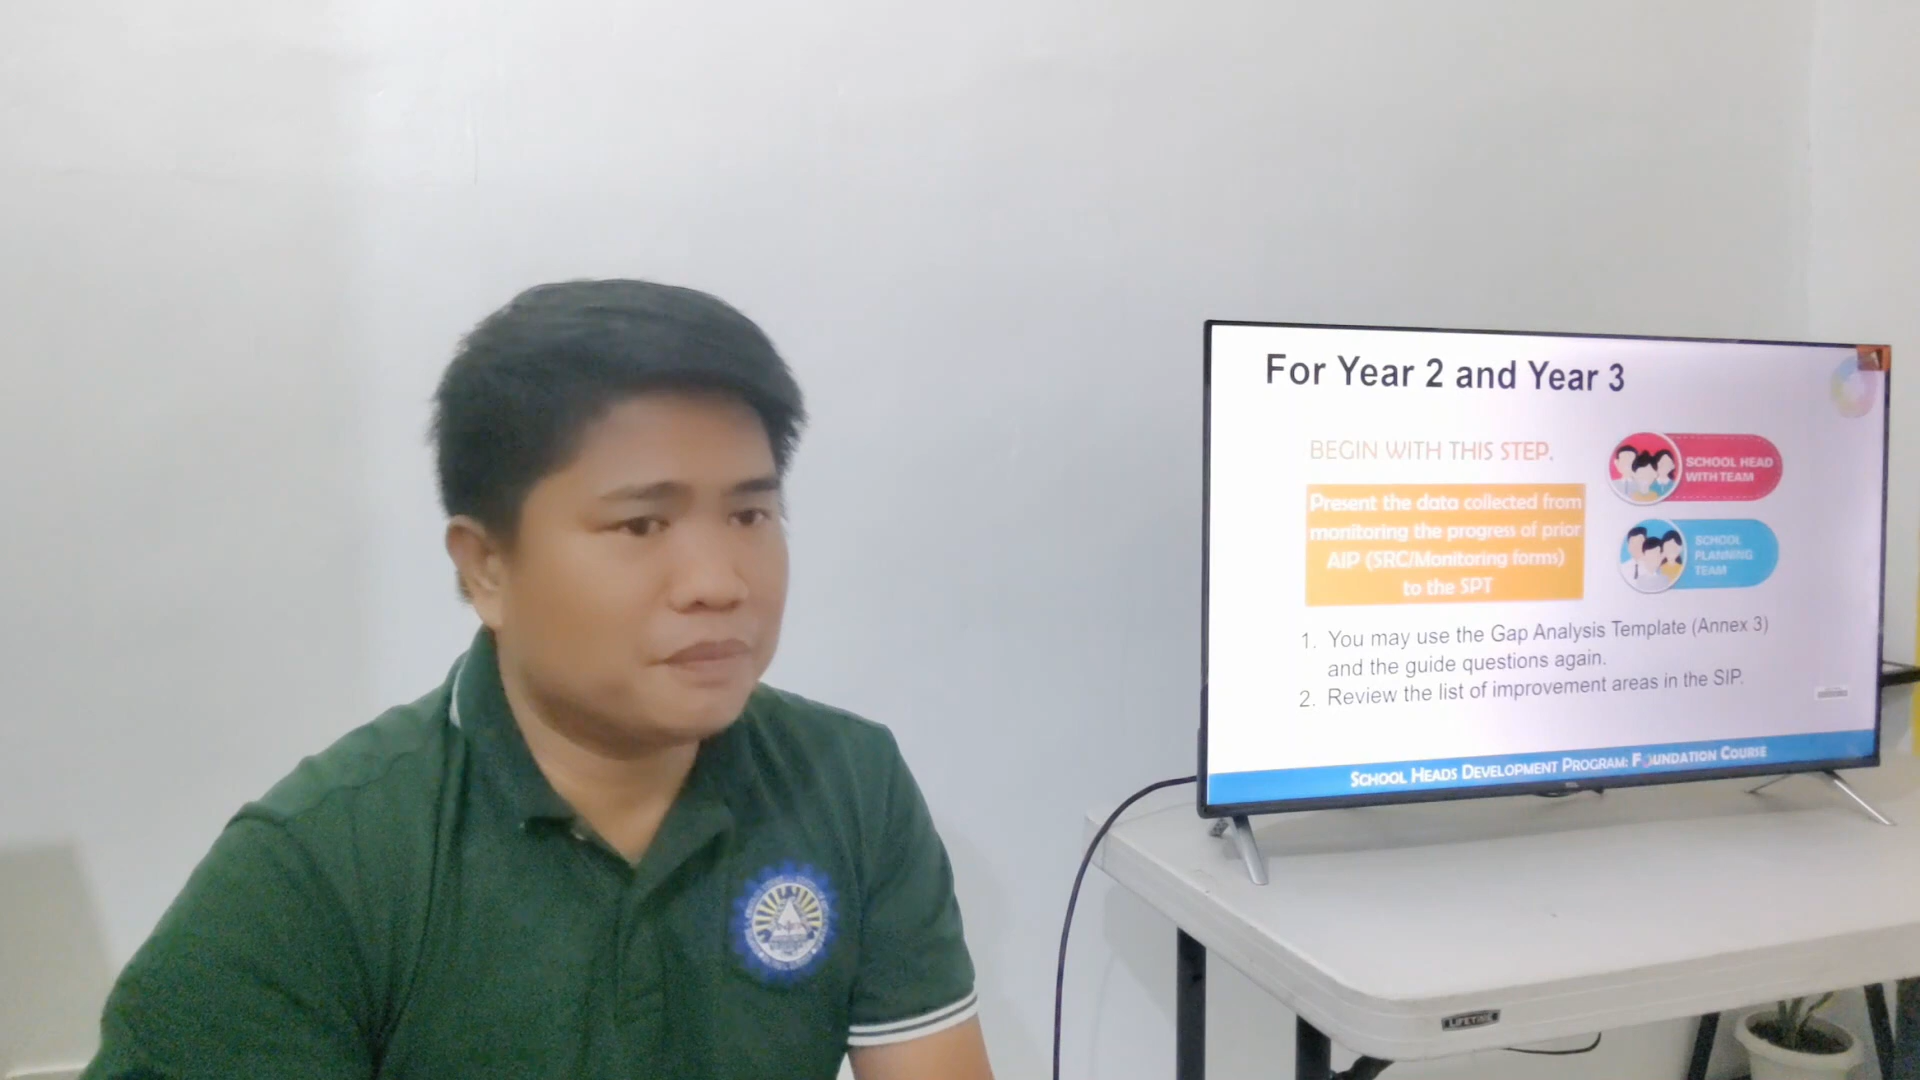 For Year 2 and Year 3
BEGIN WITH THIS STEP.
SCHOOL HEAD
WITH TEAM
Present the data collected from
monitoring the progress of prior
AIP (SRC/Monitoring forms)
to the SPT
SCHOOL
PLANNING
TEAM
1. You may use the Gap Analysis Template (Annex 3)
and the guide questions again.
2. Review the list of improvement areas in the SIP.
SCHOOL HEADS DEVELOPMENT PROGRAM: FOUNDATION COURSE
LIFETIME